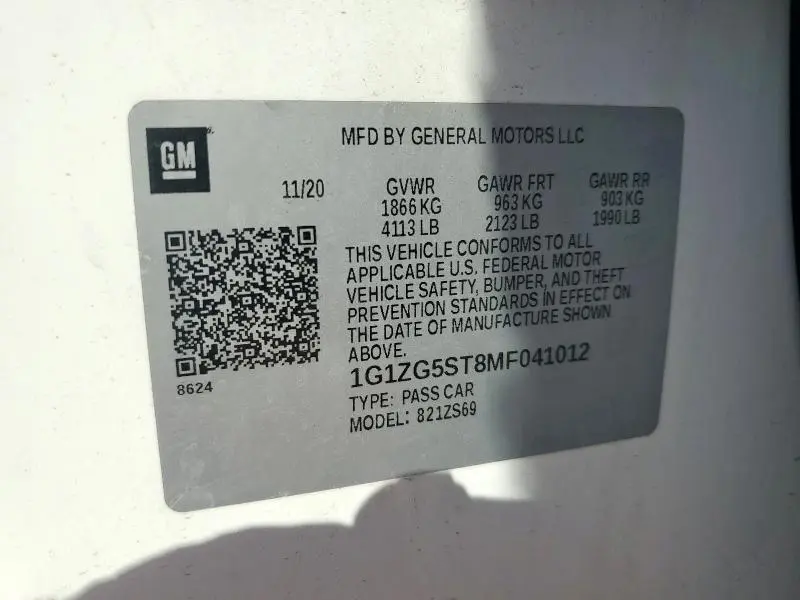 GM
MFD BY GENERAL MOTORS LLC
11/20 GVWR GAWR FRT GAWR RR
1866 KG 963 KG 903 KG
4113 LB 2123 LB 1990 LB
THIS VEHICLE CONFORMS TO ALL
APPLICABLE U.S. FEDERAL MOTOR
VEHICLE SAFETY, BUMPER, AND THEFT
PREVENTION STANDARDS IN EFFECT ON
THE DATE OF MANUFACTURE SHOWN
ABOVE.
8624
1G1ZG5ST8MF041012
TYPE: PASS CAR
MODEL: 821ZS69